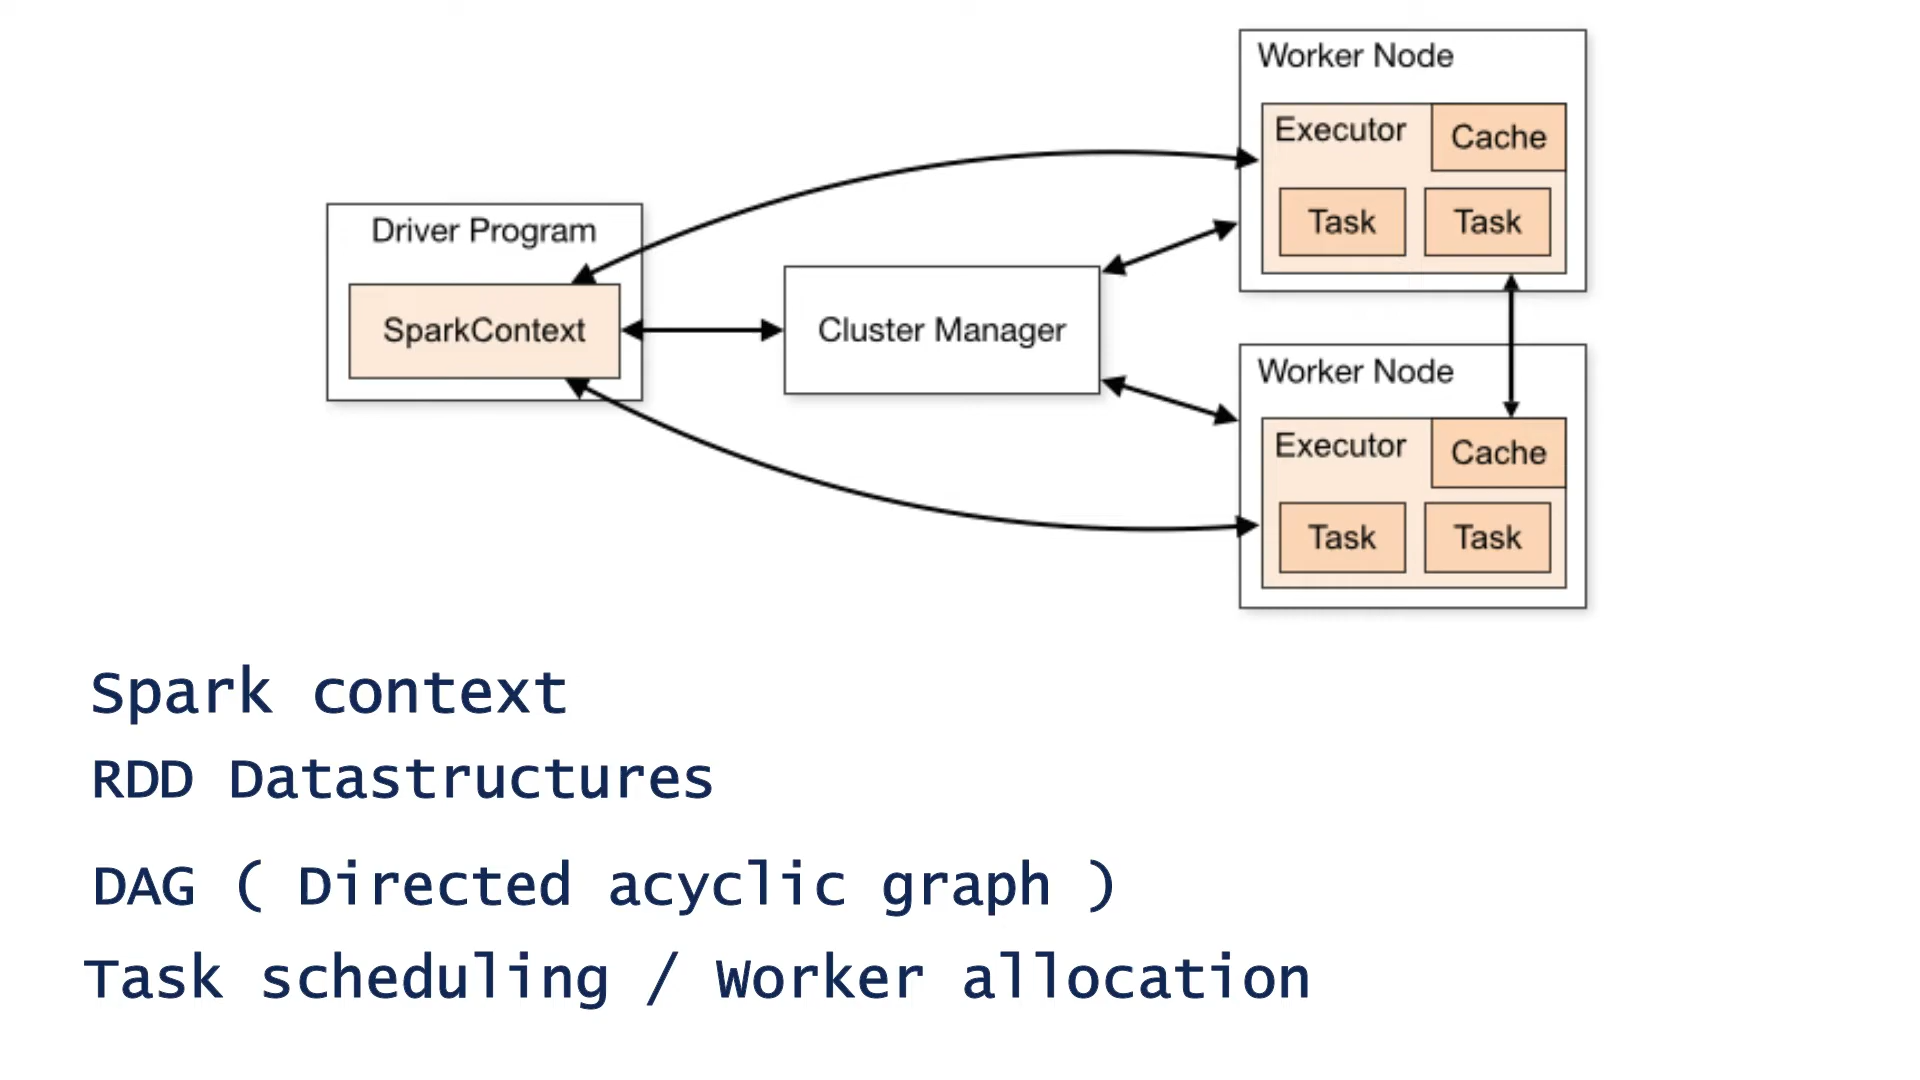 Worker Node
Executor
Cache
Task
Task
Driver Program
SparkContext
Cluster Manager
Worker Node
Executor
Cache
Task
Task
Spark context
RDD Datastructures
DAG ( Directed acyclic graph )
Task scheduling / Worker allocation